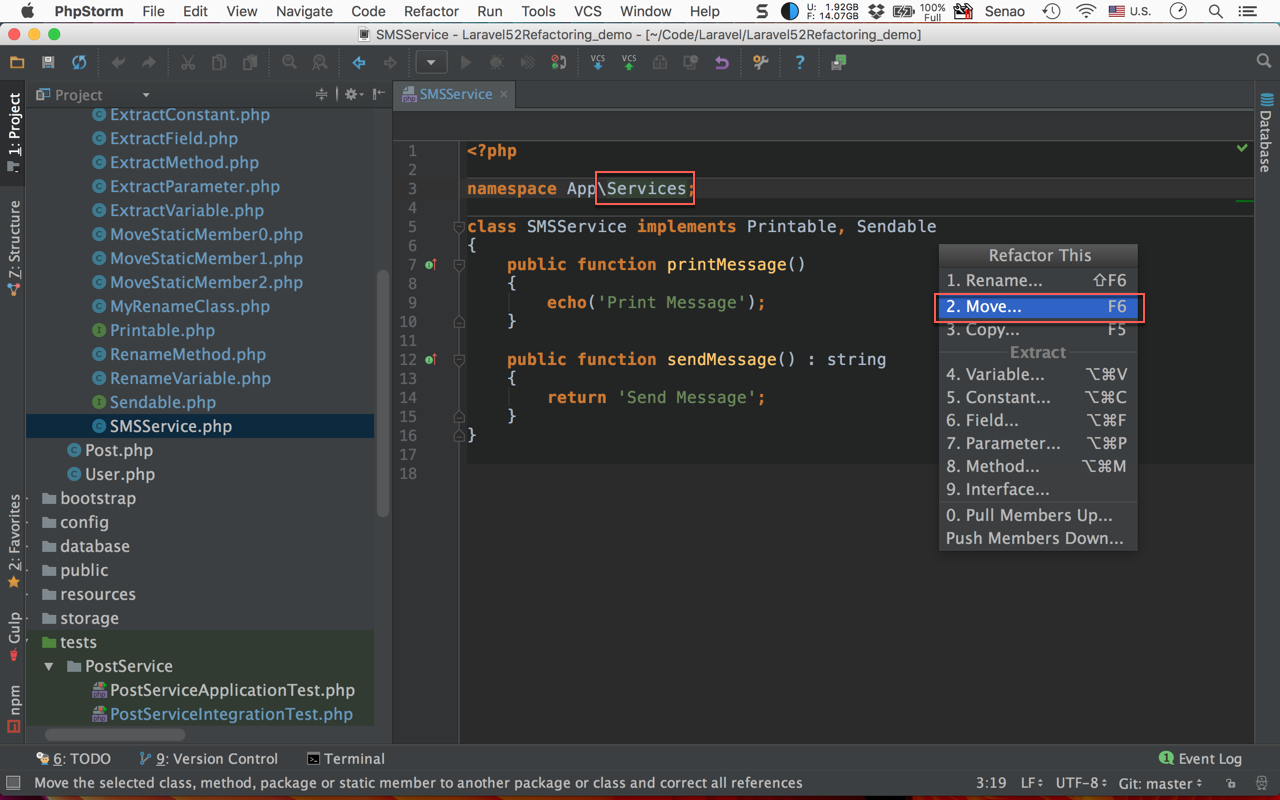 PhpStorm File Edit View Navigate Code Refactor Run Tools VCS Window Help S U: 1.92GB F: 14.07GB 100% Full Senao U.S.
SMSService - Laravel52Refactoring_demo - [~/Code/Laravel/Laravel52Refactoring_demo]
VCS VCS ?
Project
SMSService ×
1: Project
7: Structure
2: Favorites
Gulp
npm
Database
ExtractConstant.php
ExtractField.php
ExtractMethod.php
ExtractParameter.php
ExtractVariable.php
MoveStaticMember0.php
MoveStaticMember1.php
MoveStaticMember2.php
MyRenameClass.php
Printable.php
RenameMethod.php
RenameVariable.php
Sendable.php
SMSService.php
Post.php
User.php
bootstrap
config
database
public
resources
storage
tests
PostService
PostServiceApplicationTest.php
PostServiceIntegrationTest.php
1 <?php
2
3 namespace App\Services;
4
5 class SMSService implements Printable, Sendable
6 {
7 public function printMessage()
8 {
9 echo('Print Message');
10 }
11
12 public function sendMessage() : string
13 {
14 return 'Send Message';
15 }
16 }
17
18
Refactor This
1. Rename... ⇧F6
2. Move... F6
3. Copy... F5
Extract
4. Variable... ⌥⌘V
5. Constant... ⌥⌘C
6. Field... ⌥⌘F
7. Parameter... ⌥⌘P
8. Method... ⌥⌘M
9. Interface...
0. Pull Members Up...
Push Members Down...
6: TODO 9: Version Control Terminal 1 Event Log
Move the selected class, method, package or static member to another package or class and correct all references 3:19 LF UTF-8 Git: master